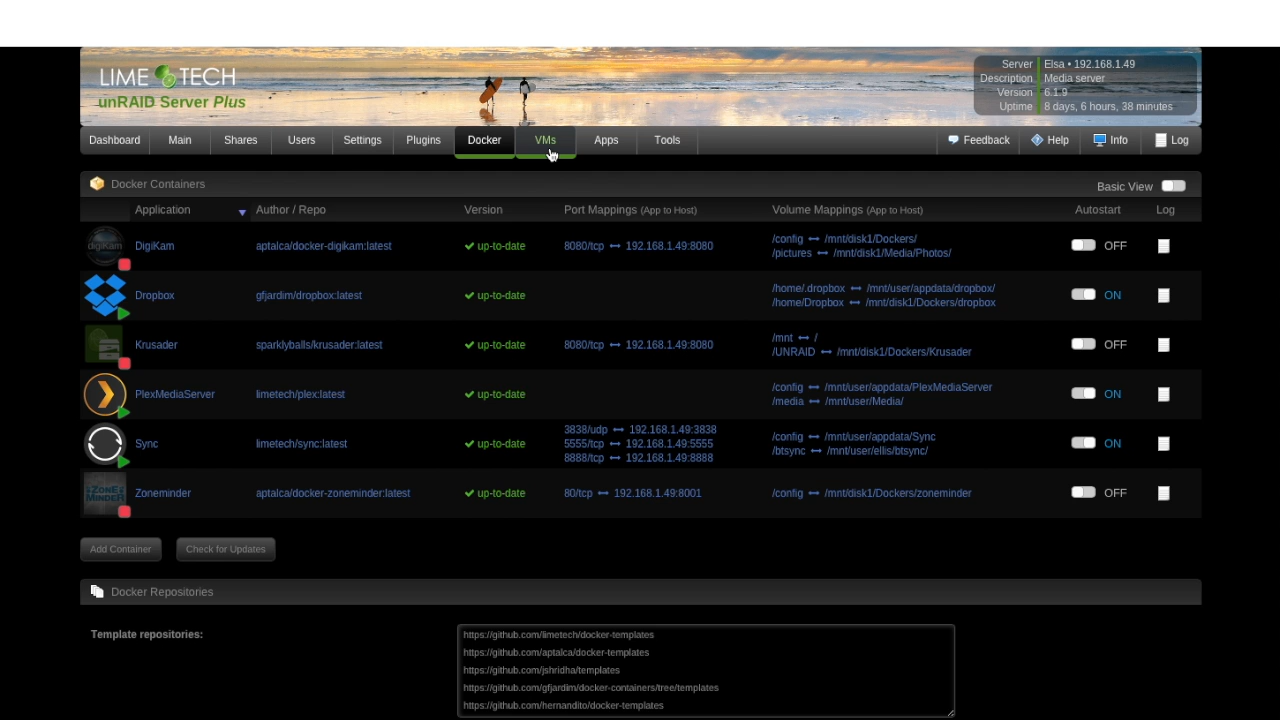 LIME TECH
unRAID Server Plus
Server Elsa • 192.168.1.49
Description Media server
Version 6.1.9
Uptime 8 days, 6 hours, 38 minutes
Dashboard Main Shares Users Settings Plugins Docker VMs Apps Tools Feedback Help Info Log
Docker Containers
Basic View
Application Author / Repo Version Port Mappings (App to Host) Volume Mappings (App to Host) Autostart Log
digiKam
DigiKam aptalca/docker-digikam:latest up-to-date 8080/tcp ↔ 192.168.1.49:8080 /config ↔ /mnt/disk1/Dockers/ OFF
/pictures ↔ /mnt/disk1/Media/Photos/
Dropbox gfjardim/dropbox:latest up-to-date /home/.dropbox ↔ /mnt/user/appdata/dropbox/ ON
/home/Dropbox ↔ /mnt/disk1/Dockers/dropbox
Krusader sparklyballs/krusader:latest up-to-date 8080/tcp ↔ 192.168.1.49:8080 /mnt ↔ / OFF
/UNRAID ↔ /mnt/disk1/Dockers/Krusader
PlexMediaServer limetech/plex:latest up-to-date /config ↔ /mnt/user/appdata/PlexMediaServer ON
/media ↔ /mnt/user/Media/
Sync limetech/sync:latest up-to-date 3838/udp ↔ 192.168.1.49:3838 /config ↔ /mnt/user/appdata/Sync ON
5555/tcp ↔ 192.168.1.49:5555 /btsync ↔ /mnt/user/ellis/btsync/
8888/tcp ↔ 192.168.1.49:8888
ZONE
MINDER
Zoneminder aptalca/docker-zoneminder:latest up-to-date 80/tcp ↔ 192.168.1.49:8001 /config ↔ /mnt/disk1/Dockers/zoneminder OFF
Add Container Check for Updates
Docker Repositories
Template repositories:
https://github.com/limetech/docker-templates
https://github.com/aptalca/docker-templates
https://github.com/jshridha/templates
https://github.com/gfjardim/docker-containers/tree/templates
https://github.com/hernandito/docker-templates